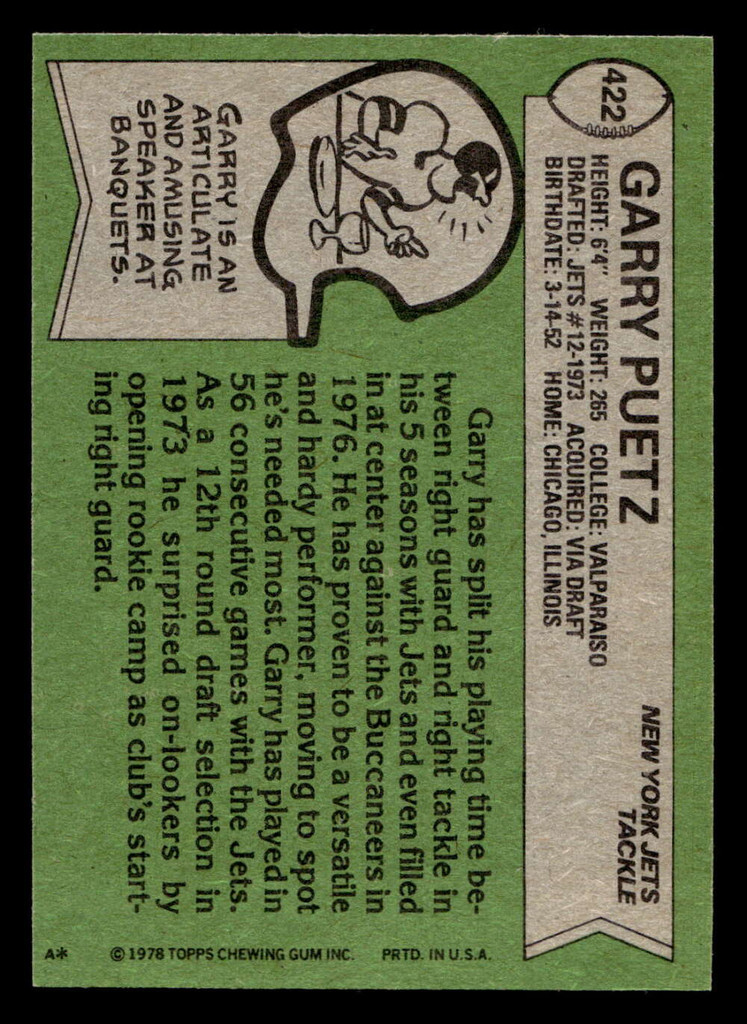 422
GARRY PUETZ
NEW YORK JETS
TACKLE
HEIGHT: 6'4" WEIGHT: 265 COLLEGE: VALPARAISO
DRAFTED: JETS #12-1973 ACQUIRED: VIA DRAFT
BIRTHDATE: 3-14-52 HOME: CHICAGO, ILLINOIS
GARRY IS AN
ARTICULATE
AND AMUSING
SPEAKER AT
BANQUETS.
Garry has split his playing time be-
tween right guard and right tackle in
his 5 seasons with Jets and even filled
in at center against the Buccaneers in
1976. He has proven to be a versatile
and hardy performer, moving to spot
he's needed most. Garry has played in
56 consecutive games with the Jets.
As a 12th round draft selection in
1973 he surprised on-lookers by
opening rookie camp as club's start-
ing right guard.
A* © 1978 TOPPS CHEWING GUM INC. PRTD. IN U.S.A.